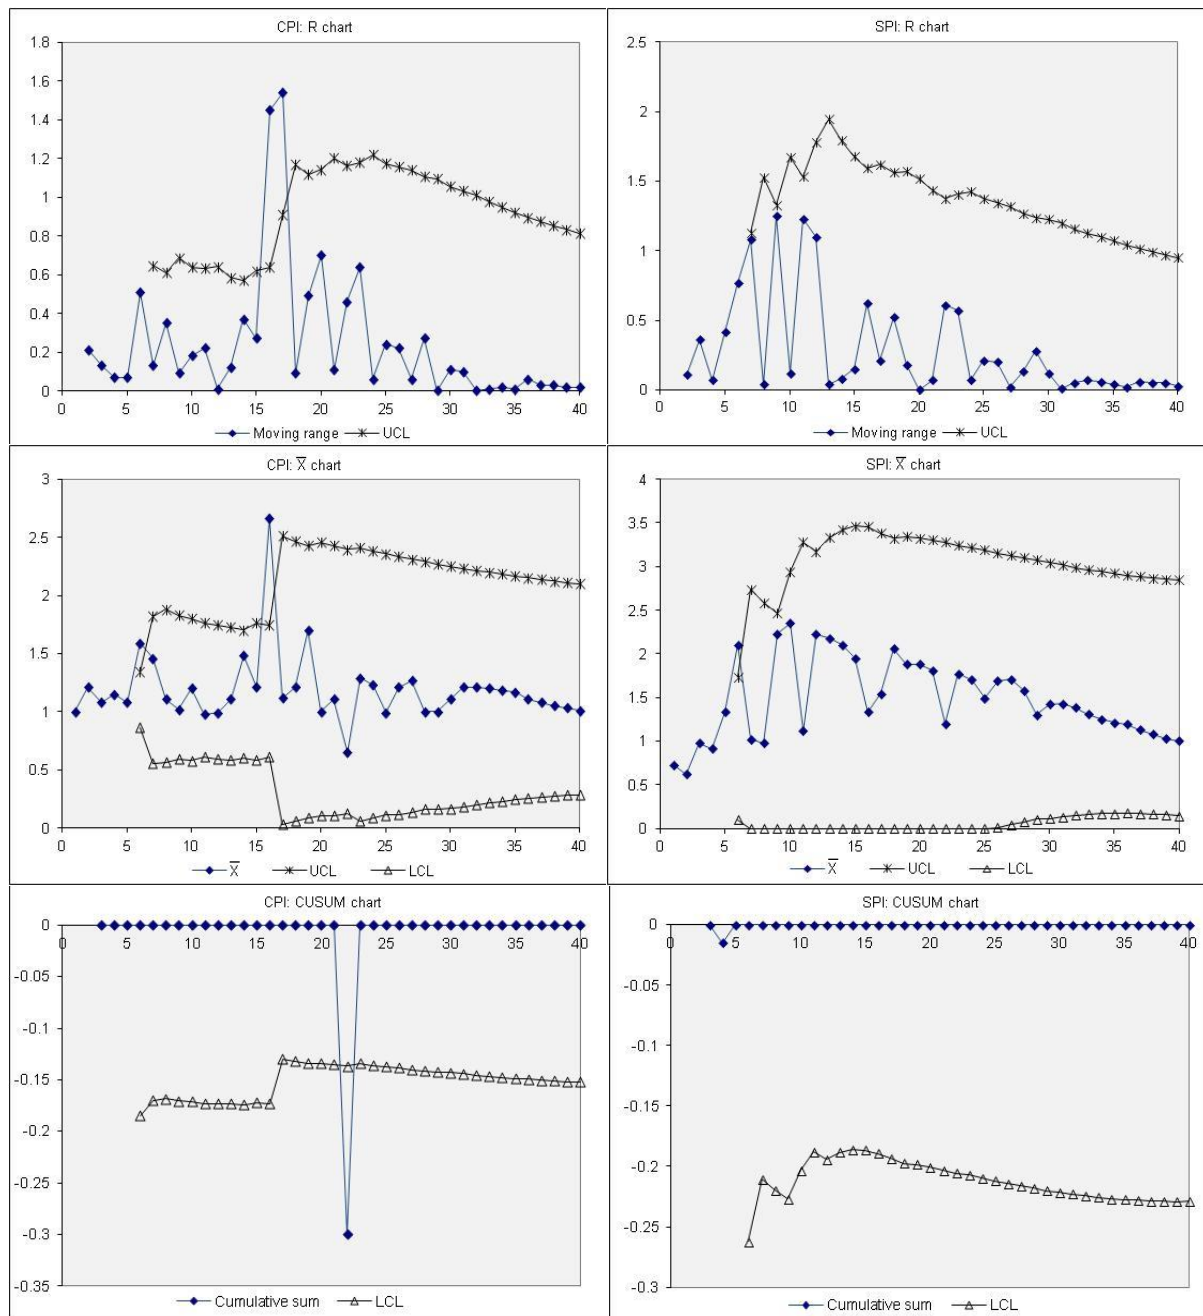 CPI: R chart
1.8
1.6
1.4
1.2
1
0.8
0.6
0.4
0.2
0
0 5 10 15 20 25 30 35 40
Moving range UCL
SPI: R chart
2.5
2
1.5
1
0.5
0
0 5 10 15 20 25 30 35 40
Moving range UCL
CPI: X̅ chart
3
2.5
2
1.5
1
0.5
0
0 5 10 15 20 25 30 35 40
X̅ UCL LCL
SPI: X̅ chart
4
3.5
3
2.5
2
1.5
1
0.5
0
0 5 10 15 20 25 30 35 40
X̅ UCL LCL
CPI: CUSUM chart
0
0 5 10 15 20 25 30 35 40
-0.05
-0.1
-0.15
-0.2
-0.25
-0.3
-0.35
Cumulative sum LCL
SPI: CUSUM chart
0
0 5 10 15 20 25 30 35 40
-0.05
-0.1
-0.15
-0.2
-0.25
-0.3
Cumulative sum LCL